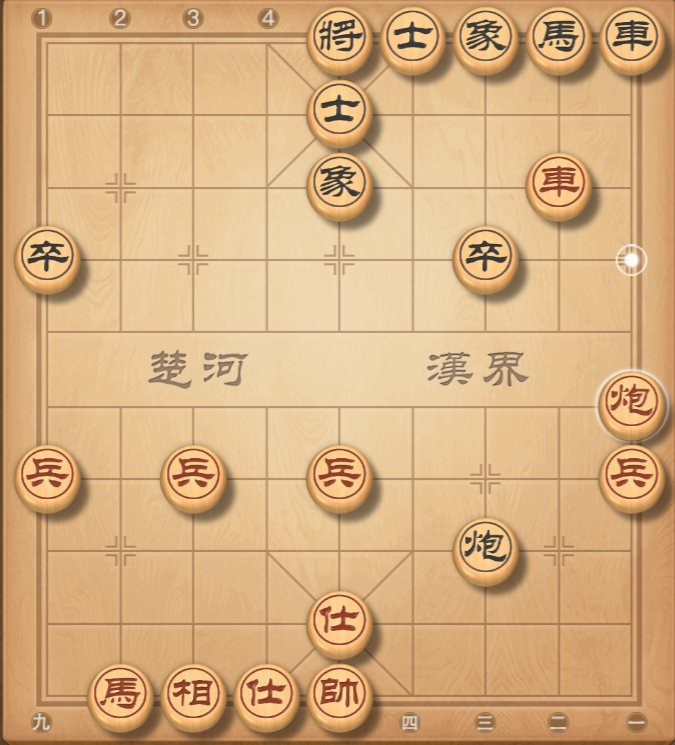 1 2 3 4
將 士 象 馬 車
士
象 車
卒 卒
楚河 漢界
炮
兵 兵 兵 兵
炮
仕
馬 相 仕 帥
九 四 三 二 一